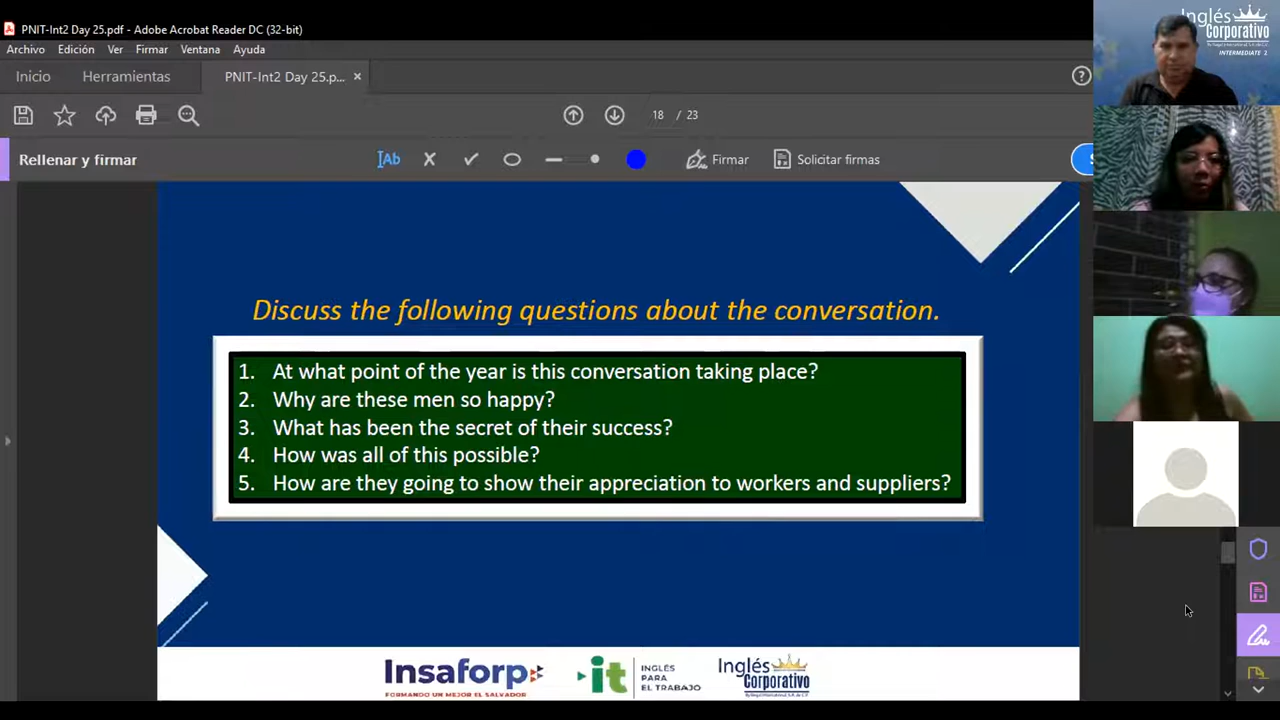 PNIT-Int2 Day 25.pdf - Adobe Acrobat Reader DC (32-bit)
Archivo Edición Ver Firmar Ventana Ayuda
Inicio Herramientas PNIT-Int2 Day 25.p... ×
18 / 23
Rellenar y firmar Ab Firmar Solicitar firmas
Inglés
Corporativo
INTERMEDIATE 2
Discuss the following questions about the conversation.
1. At what point of the year is this conversation taking place?
2. Why are these men so happy?
3. What has been the secret of their success?
4. How was all of this possible?
5. How are they going to show their appreciation to workers and suppliers?
Insaforp
FORMANDO UN MEJOR EL SALVADOR
it
INGLÉS
PARA
EL TRABAJO
Inglés
Corporativo